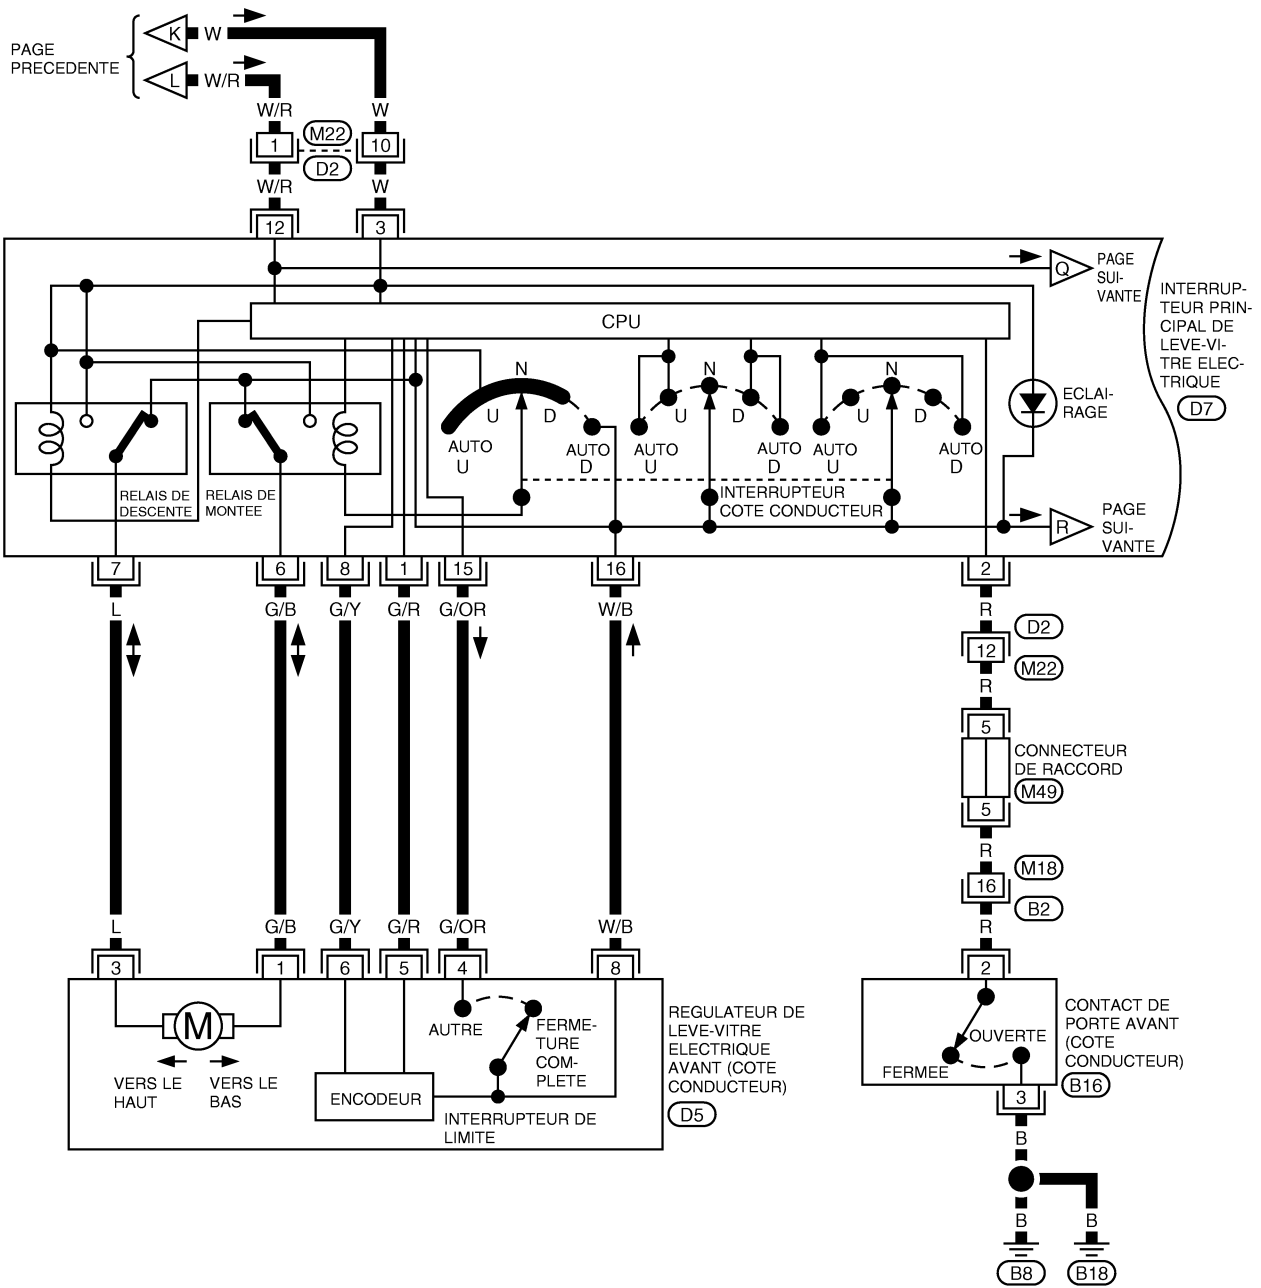 PAGE
PRECEDENTE
K W
L W/R
W/R W
1 M22 10
D2
W/R W
12 3
Q
PAGE
SUI-
VANTE
INTERRUP-
TEUR PRIN-
CIPAL DE
LEVE-VI-
TRE ELEC-
TRIQUE
D7
CPU
N N N
U D U D U D
AUTO
U
AUTO
D
AUTO
U
AUTO
D
AUTO
U
AUTO
D
ECLAI-
RAGE
RELAIS DE
DESCENTE
RELAIS DE
MONTEE
INTERRUPTEUR
COTE CONDUCTEUR
R
PAGE
SUI-
VANTE
7 6 8 1 15 16 2
L G/B G/Y G/R G/OR W/B R
D2
12
M22
R
5
CONNECTEUR
DE RACCORD
M49
5
R
M18
16
B2
L G/B G/Y G/R G/OR W/B R
3 1 6 5 4 8 2
M
VERS LE
HAUT
VERS LE
BAS
AUTRE
FERME-
TURE
COM-
PLETE
ENCODEUR
INTERRUPTEUR DE
LIMITE
REGULATEUR DE
LEVE-VITRE
ELECTRIQUE
AVANT (COTE
CONDUCTEUR)
D5
OUVERTE
FERMEE
CONTACT DE
PORTE AVANT
(COTE
CONDUCTEUR)
B16
3
B
B B
B8 B18